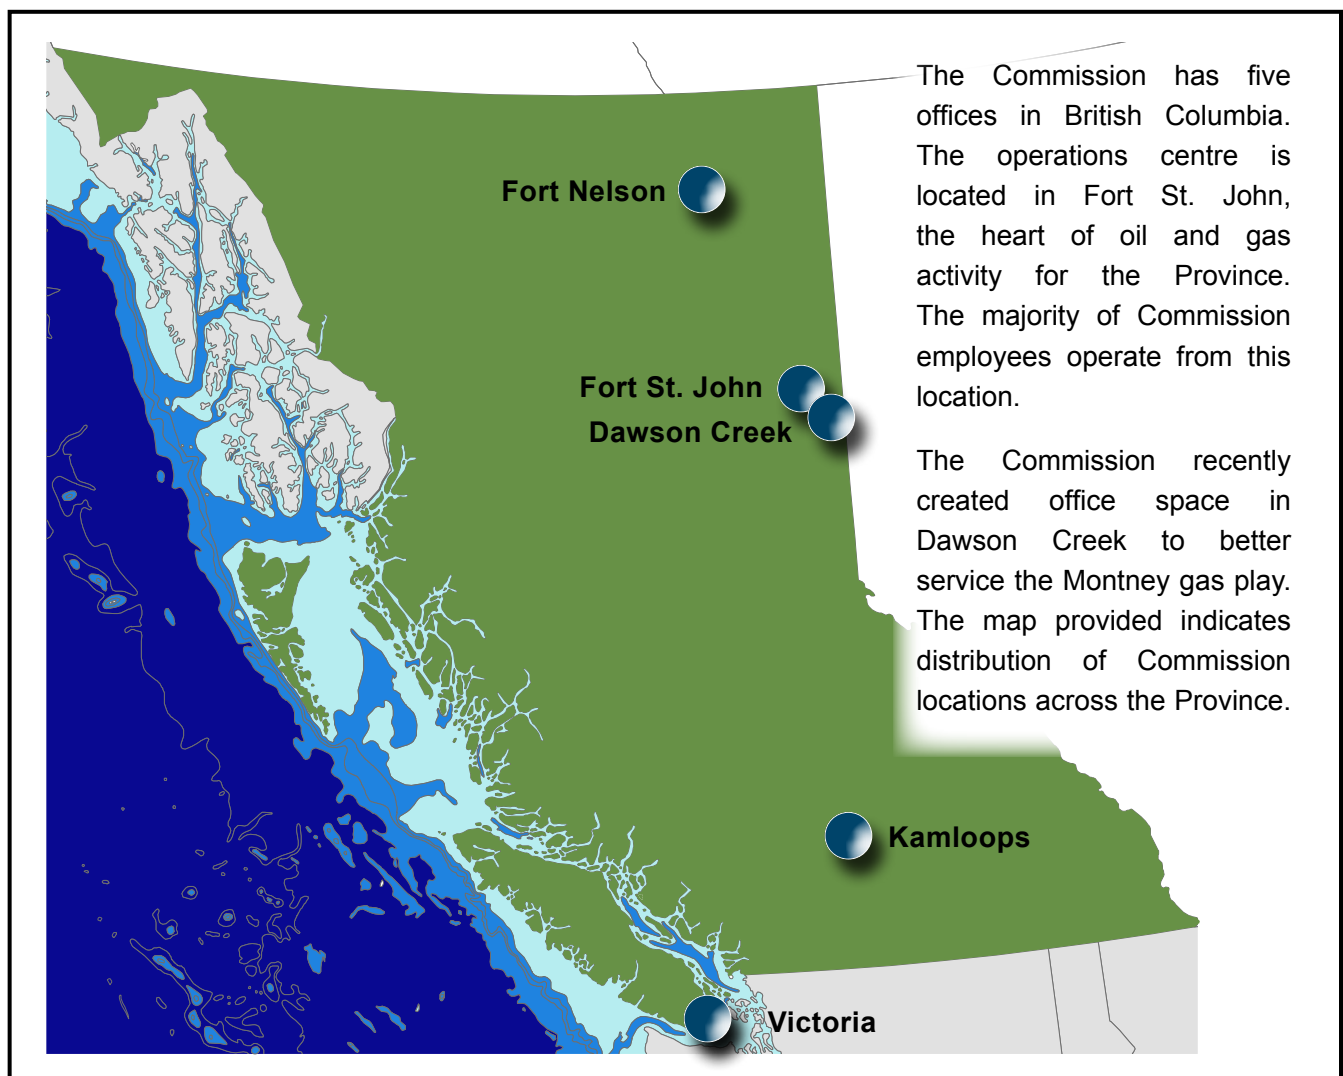 The Commission has five
offices in British Columbia.
The operations centre is
located in Fort St. John,
the heart of oil and gas
activity for the Province.
The majority of Commission
employees operate from this
location.
The Commission recently
created office space in
Dawson Creek to better
service the Montney gas play.
The map provided indicates
distribution of Commission
locations across the Province.
Fort Nelson
Fort St. John
Dawson Creek
Kamloops
Victoria